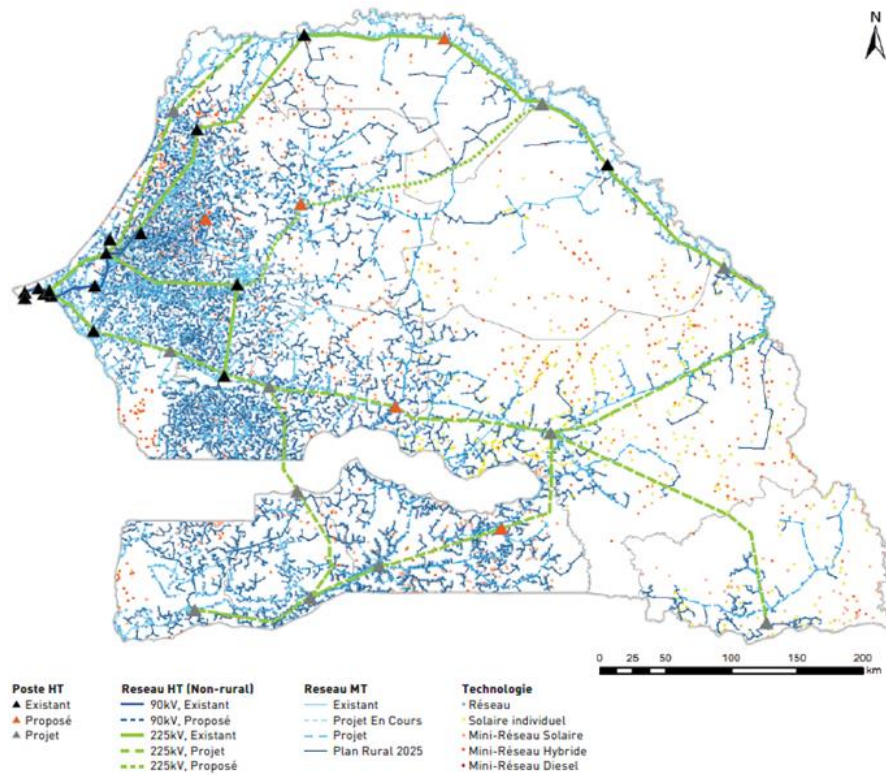 N
0 25 50 100 150 200
km
Poste HT
Existant
Proposé
Projet
Reseau HT (Non-rural)
90kV, Existant
90kV, Proposé
225kV, Existant
225kV, Projet
225kV, Proposé
Reseau MT
Existant
Projet En Cours
Projet
Plan Rural 2025
Technologie
Réseau
Solaire individuel
Mini-Réseau Solaire
Mini-Réseau Hybride
Mini-Réseau Diesel